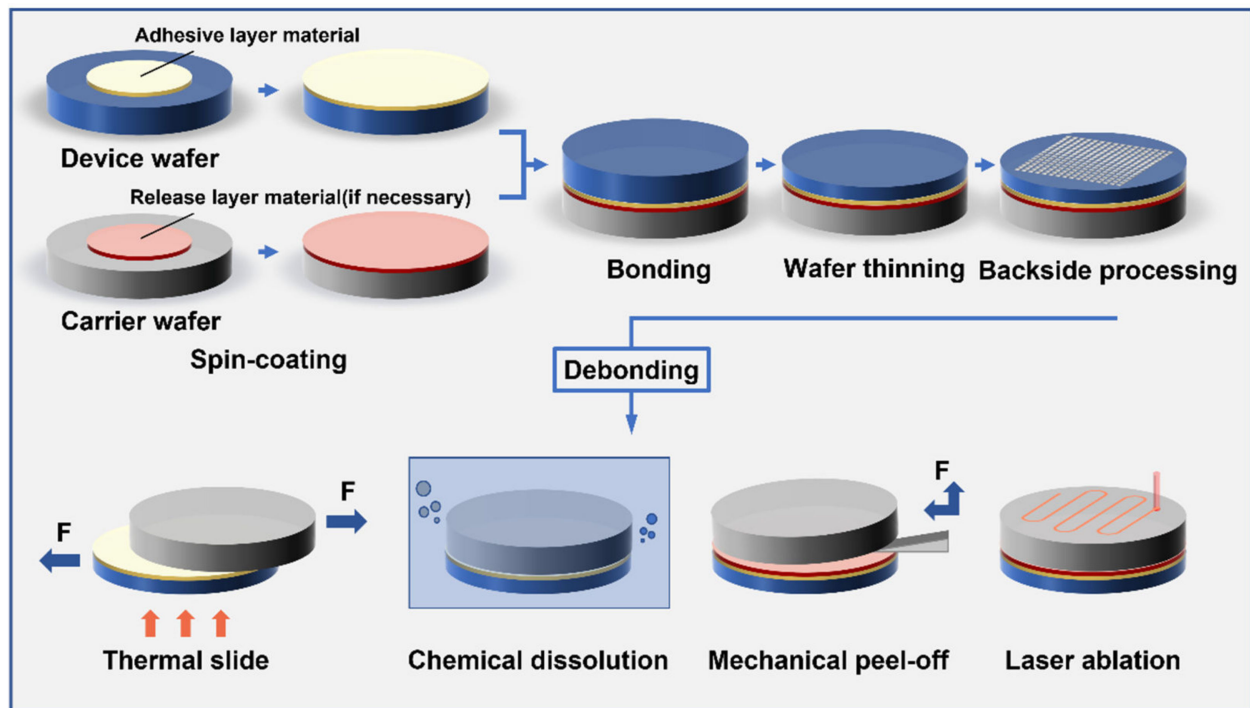 Adhesive layer material
Device wafer
Release layer material(if necessary)
Carrier wafer
Spin-coating
Bonding
Wafer thinning
Backside processing
Debonding
F
F
Thermal slide
Chemical dissolution
F
Mechanical peel-off
Laser ablation